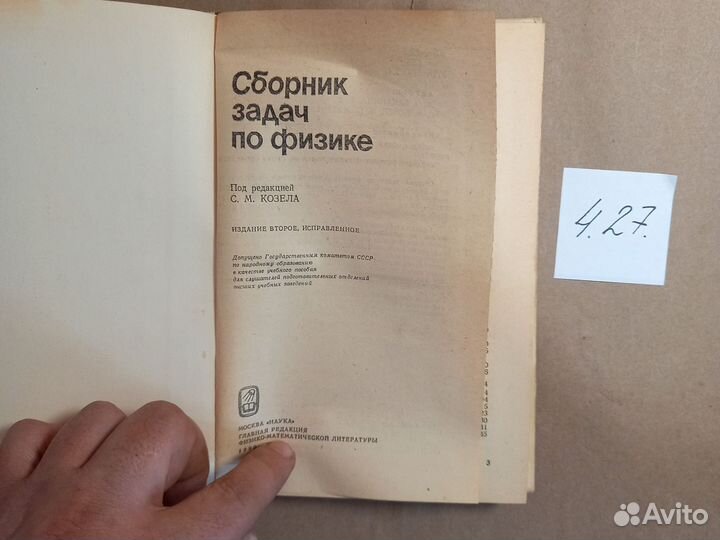 Сборник
задач
по физике
Под редакцией
С. М. КОЗЕЛА
ИЗДАНИЕ ВТОРОЕ, ИСПРАВЛЕННОЕ
Допущено Государственным комитетом СССР
по народному образованию
в качестве учебного пособия
для слушателей подготовительных отделений
высших учебных заведений
МОСКВА «НАУКА»
ГЛАВНАЯ РЕДАКЦИЯ
ФИЗИКО-МАТЕМАТИЧЕСКОЙ ЛИТЕРАТУРЫ
3
4.27.
Avito